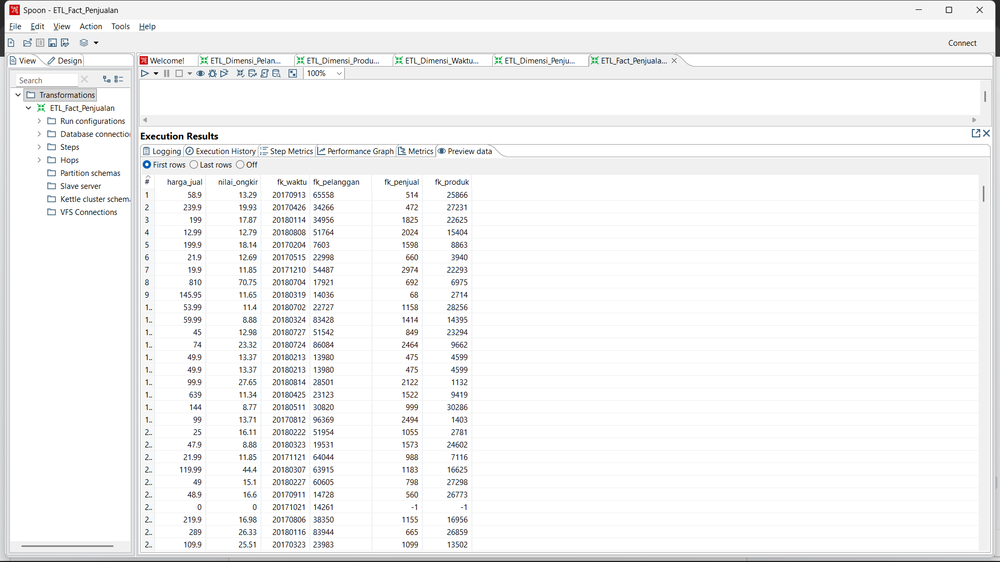 Spoon - ETL_Fact_Penjualan
File Edit View Action Tools Help
Connect
View Design
Welcome! ETL_Dimensi_Pelan... ETL_Dimensi_Produ... ETL_Dimensi_Waktu... ETL_Dimensi_Penju... ETL_Fact_Penjuala...
100%
Search
Transformations
ETL_Fact_Penjualan
Run configurations
Database connectio
Steps
Hops
Partition schemas
Slave server
Kettle cluster schem
VFS Connections
Execution Results
Logging Execution History Step Metrics Performance Graph Metrics Preview data
First rows Last rows Off
# harga_jual nilai_ongkir fk_waktu fk_pelanggan fk_penjual fk_produk
1 58.9 13.29 20170913 65558 514 25866
2 239.9 19.93 20170426 34266 472 27231
3 199 17.87 20180114 34956 1825 22625
4 12.99 12.79 20180808 51764 2024 15404
5 199.9 18.14 20170204 7603 1598 8863
6 21.9 12.69 20170515 22998 660 3940
7 19.9 11.85 20171210 54487 2974 22293
8 810 70.75 20180704 17921 692 6975
9 145.95 11.65 20180319 14036 68 2714
1.. 53.99 11.4 20180702 22727 1158 28256
1.. 59.99 8.88 20180324 83428 1414 14395
1.. 45 12.98 20180727 51542 849 23294
1.. 74 23.32 20180724 86084 2464 9662
1.. 49.9 13.37 20180213 13980 475 4599
1.. 49.9 13.37 20180213 13980 475 4599
1.. 99.9 27.65 20180814 28501 2122 1132
1.. 639 11.34 20180425 23123 1522 9419
1.. 144 8.77 20180511 30820 999 30286
1.. 99 13.71 20170812 96369 2494 1403
2.. 25 16.11 20180222 51954 1055 2781
2.. 47.9 8.88 20180323 19531 1573 24602
2.. 21.99 11.85 20171121 64044 988 7116
2.. 119.99 44.4 20180307 63915 1183 16625
2.. 49 15.1 20180227 60605 798 27298
2.. 48.9 16.6 20170911 14728 560 26773
2.. 0 0 20171021 14261 -1 -1
2.. 219.9 16.98 20170806 38350 1155 16956
2.. 289 26.33 20180116 83944 665 26859
2.. 109.9 25.51 20170323 23983 1099 13502